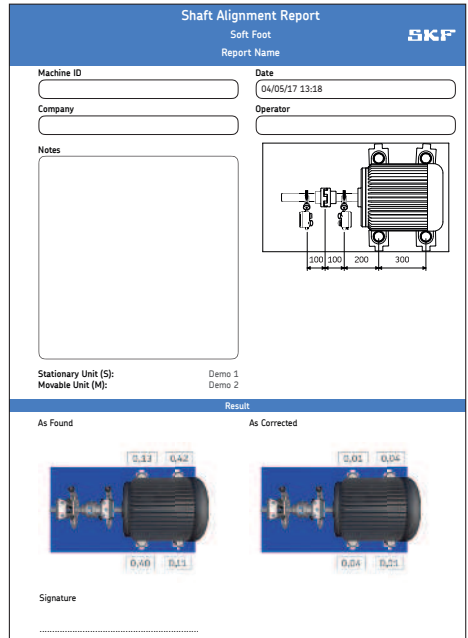 Shaft Alignment Report
Soft Foot
SKF
Report Name
Machine ID
Date
04/05/17 13:18
Company
Operator
Notes
100 100 200 300
Stationary Unit (S): Demo 1
Movable Unit (M): Demo 2
Result
As Found
As Corrected
0,13 0,42
0,01 0,04
0,40 0,11
0,04 0,01
Signature